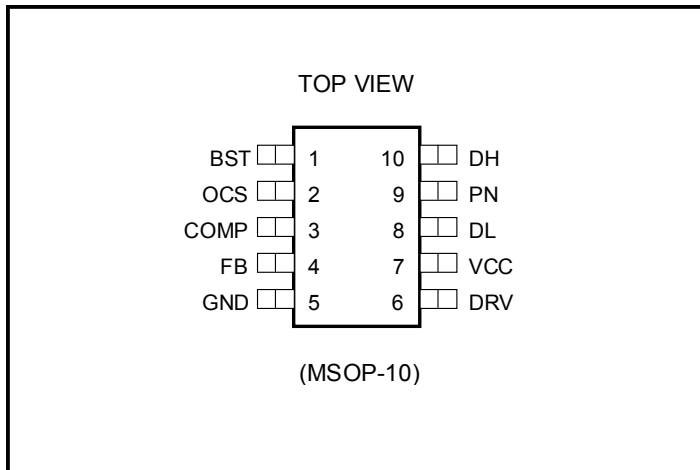 TOP VIEW
BST 1 10 DH
OCS 2 9 PN
COMP 3 8 DL
FB 4 7 VCC
GND 5 6 DRV
(MSOP-10)